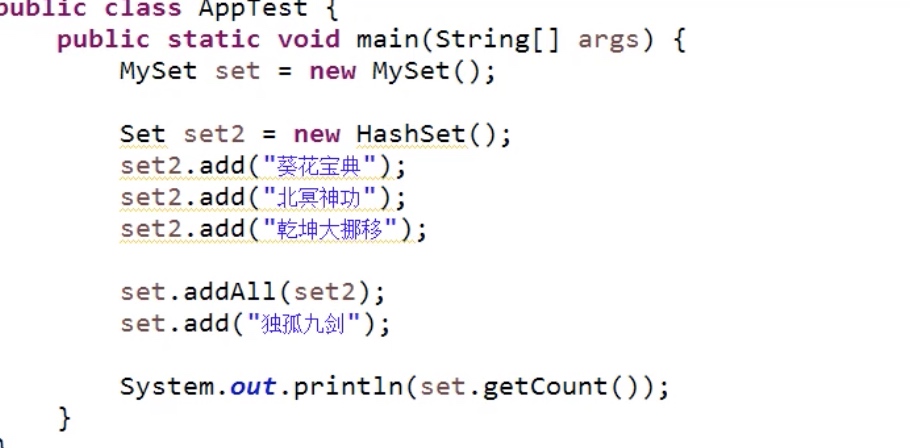 public class AppTest {
public static void main(String[] args) {
MySet set = new MySet();
Set set2 = new HashSet();
set2.add("葵花宝典");
set2.add("北冥神功");
set2.add("乾坤大挪移");
set.addAll(set2);
set.add("独孤九剑");
System.out.println(set.getCount());
}
}